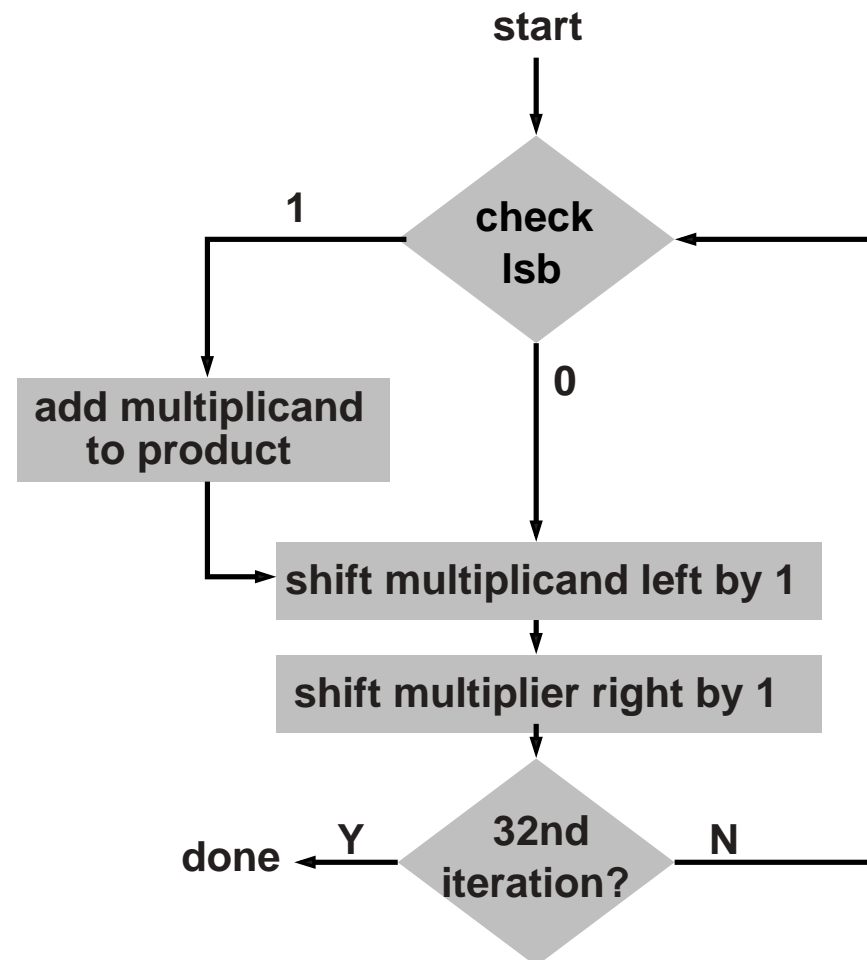 start
check
lsb
1
0
add multiplicand
to product
shift multiplicand left by 1
shift multiplier right by 1
32nd
iteration?
Y
N
done